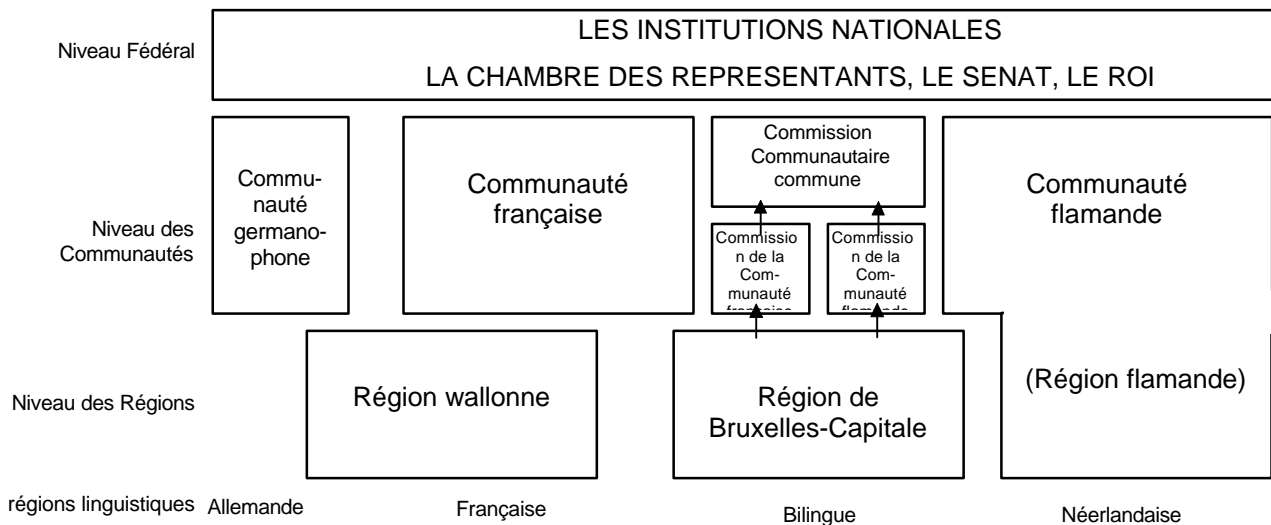 LES INSTITUTIONS NATIONALES
Niveau Fédéral
LA CHAMBRE DES REPRESENTANTS, LE SENAT, LE ROI
Niveau des
Communautés
Commu-
nauté
germano-
phone
Communauté
française
Commission
Communautaire
commune
Commissio
n de la
Com-
munauté
française
Commissio
n de la
Com-
munauté
flamande
Communauté
flamande
Niveau des Régions
Région wallonne
Région de
Bruxelles-Capitale
(Région flamande)
régions linguistiques
Allemande
Française
Bilingue
Néerlandaise